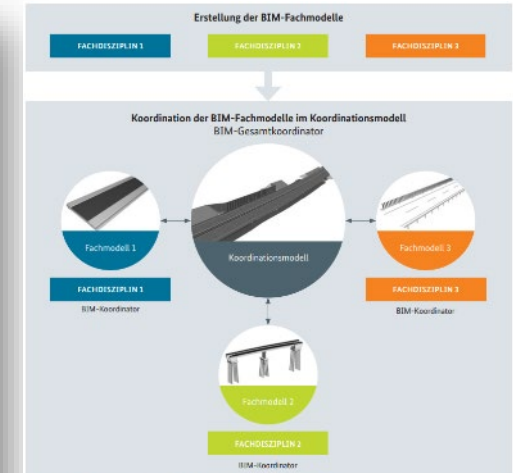 Erstellung der BIM-Fachmodelle
FACHDISZIPLIN 1
FACHDISZIPLIN 2
FACHDISZIPLIN 3
Koordination der BIM-Fachmodelle im Koordinationsmodell
BIM-Gesamtkoordinator
Fachmodell 1
Koordinationsmodell
Fachmodell 3
FACHDISZIPLIN 1
FACHDISZIPLIN 3
BIM-Koordinator
BIM-Koordinator
Fachmodell 2
FACHDISZIPLIN 2
BIM-Koordinator